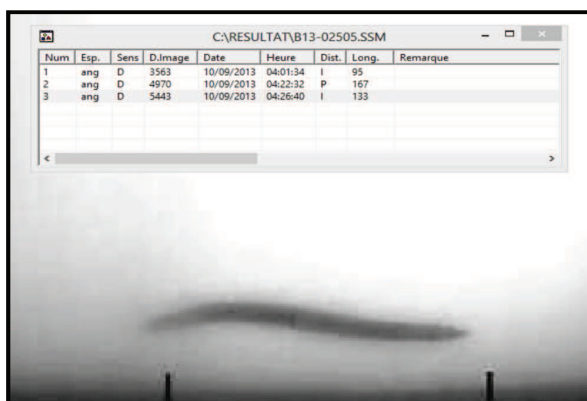 C:\RESULTAT\B13-02505.SSM
Num Esp. Sens D.Image Date Heure Dist. Long. Remarque
1 ang D 3563 10/09/2013 04:01:34 I 95
2 ang D 4970 10/09/2013 04:22:32 P 167
3 ang D 5443 10/09/2013 04:26:40 I 133